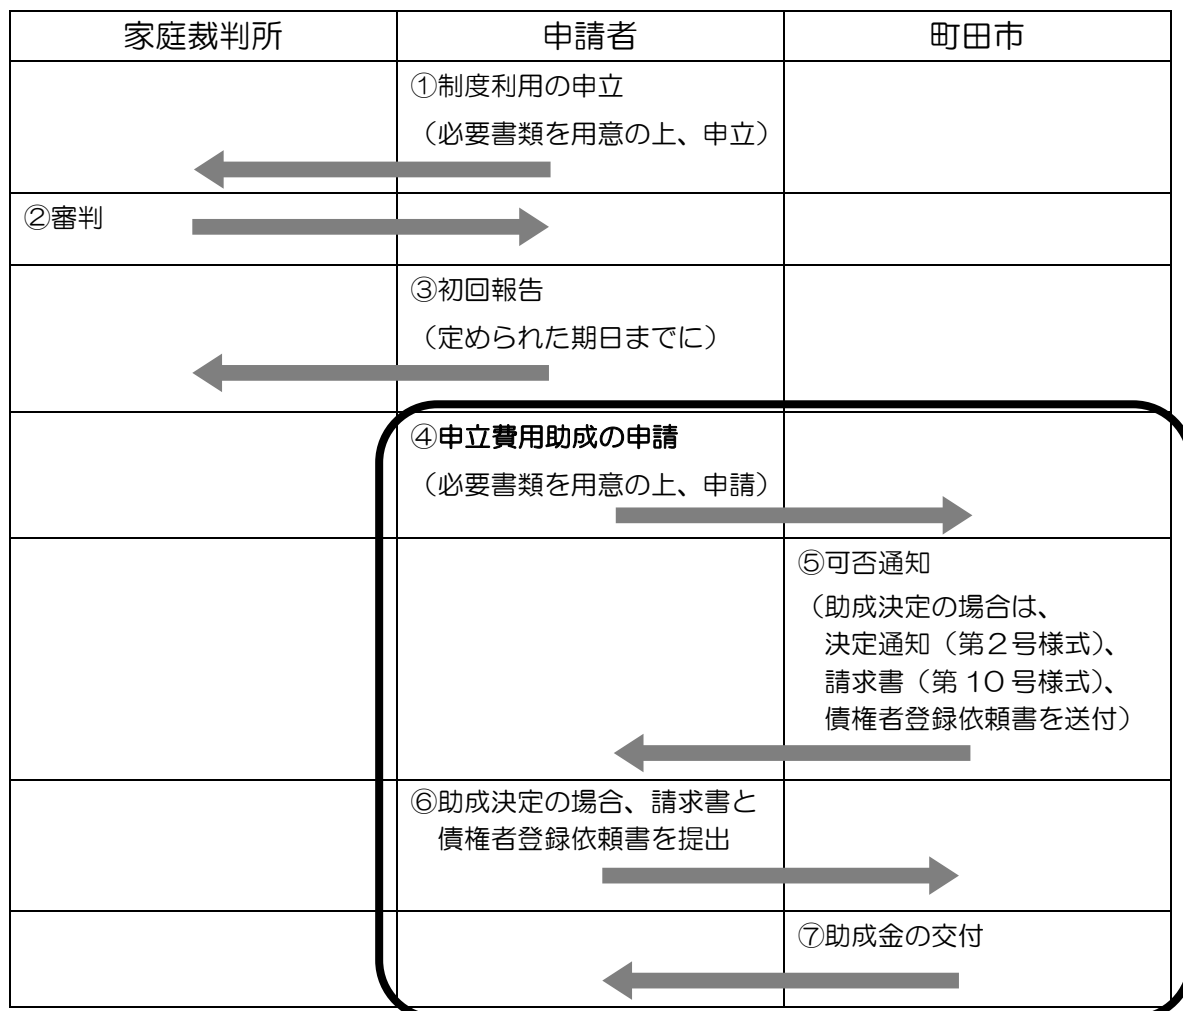 家庭裁判所
申請者
町田市
①制度利用の申立
（必要書類を用意の上、申立）
②審判
③初回報告
（定められた期日までに）
④申立費用助成の申請
（必要書類を用意の上、申請）
⑤可否通知
（助成決定の場合は、
決定通知（第２号様式）、
請求書（第 10 号様式）、
債権者登録依頼書を送付）
⑥助成決定の場合、請求書と
債権者登録依頼書を提出
⑦助成金の交付